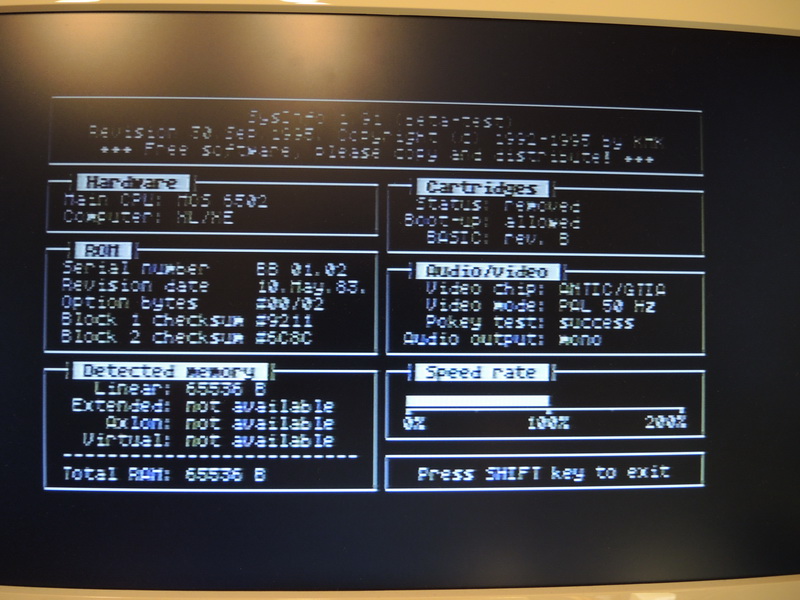 SysInfo 1.91 (beta-test)
Revision 30 Sep 1995, Copyright (c) 1992-1995 by KMK
*** Free software, please copy and distribute! ***
Hardware
Main CPU: MOS 6502
Computer: XL/XE
ROM
Serial number BB 01.02
Revision date 10.May.83.
Option bytes #00/02
Block 1 checksum #9211
Block 2 checksum #6C8C
Detected memory
Linear: 65536 B
Extended: not available
Axlon: not available
Virtual: not available
Total RAM: 65536 B
Cartridges
Status: removed
Boot-up: allowed
BASIC: rev. B
Audio/Video
Video chip: ANTIC/GTIA
Video mode: PAL 50 Hz
Pokey test: success
Audio output: mono
Speed rate
0% 100% 200%
Press SHIFT key to exit